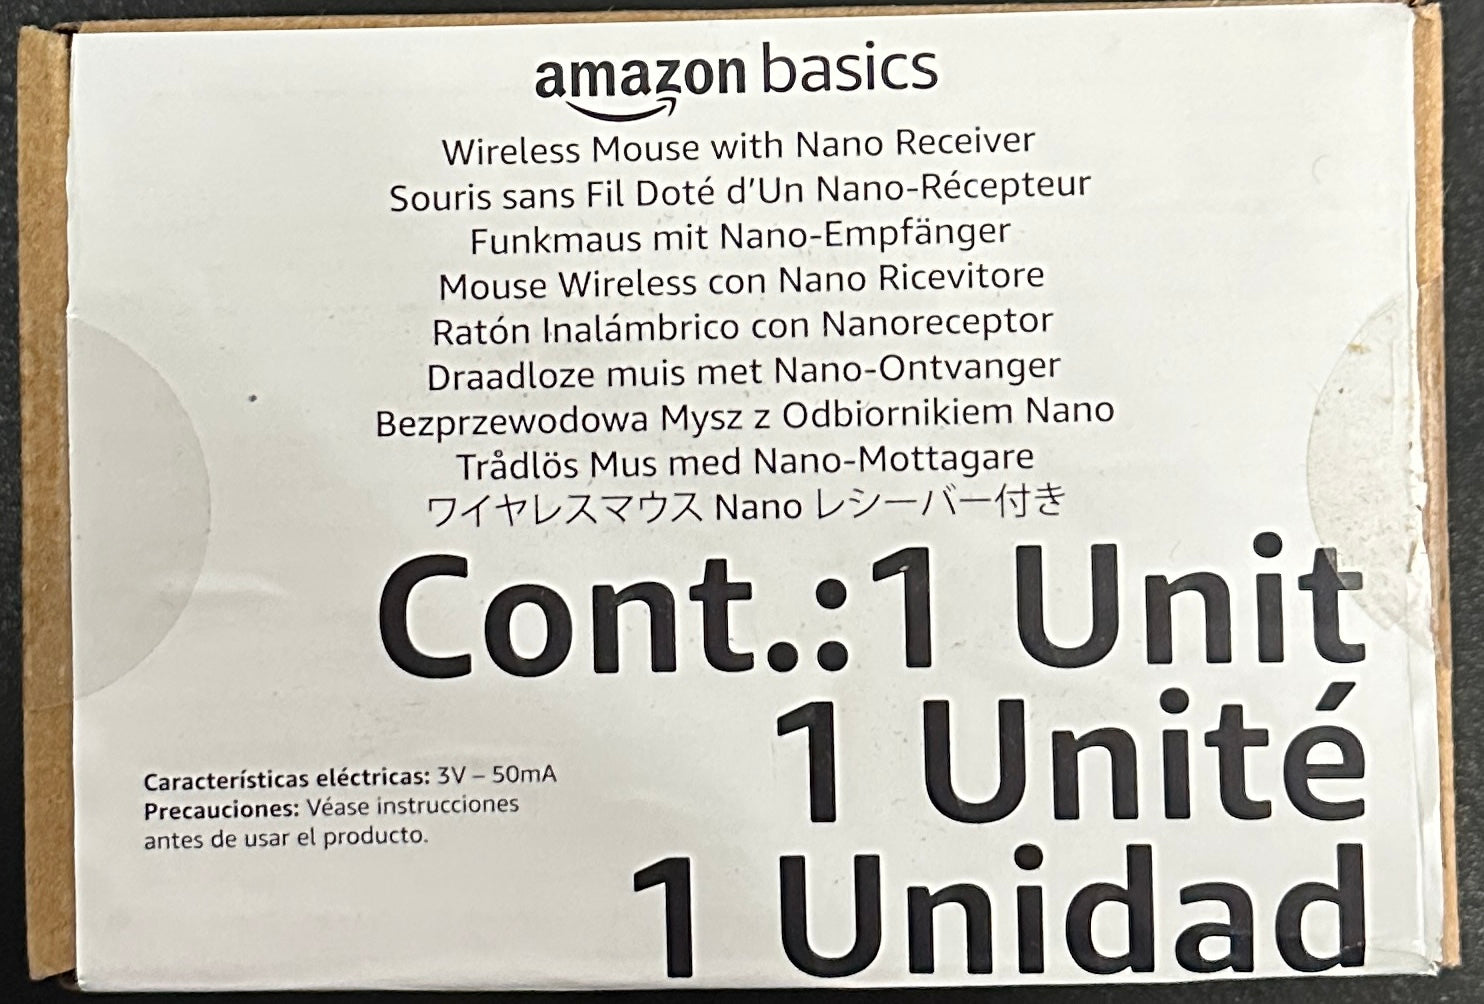 amazon basics
Wireless Mouse with Nano Receiver
Souris sans Fil Doté d'Un Nano-Récepteur
Funkmaus mit Nano-Empfänger
Mouse Wireless con Nano Ricevitore
Ratón Inalámbrico con Nanoreceptor
Draadloze muis met Nano-Ontvanger
Bezprzewodowa Mysz z Odbiornikiem Nano
Trådlös Mus med Nano-Mottagare
ワイヤレスマウス Nano レシーバー付き
Cont.:1 Unit
1 Unité
1 Unidad
Características eléctricas: 3V – 50mA
Precauciones: Véase instrucciones
antes de usar el producto.